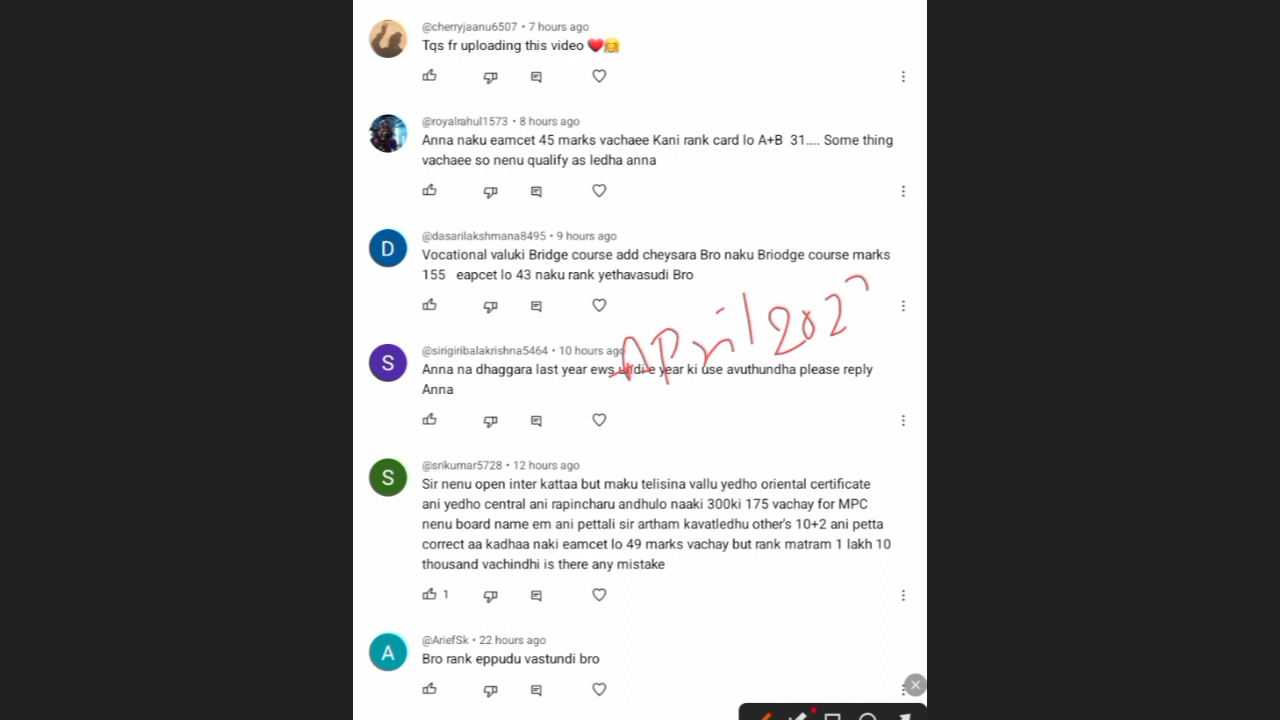 @cherryjaanu6507 • 7 hours ago
Tqs fr uploading this video ❤️🤗
@royalrahul1573 • 8 hours ago
Anna naku eamcet 45 marks vachaee Kani rank card lo A+B 31.... Some thing
vachaee so nenu qualify as ledha anna
D
@dasarilakshmana8495 • 9 hours ago
Vocational valuki Bridge course add cheysara Bro naku Briodge course marks
155 eapcet lo 43 naku rank yethavasudi Bro
April 202
S
@sirigiribalakrishna5464 • 10 hours ago
Anna na dhaggara last year ews undi e year ki use avuthundha please reply
Anna
S
@srikumar5728 • 12 hours ago
Sir nenu open inter kattaa but maku telisina vallu yedho oriental certificate
ani yedho central ani rapincharu andhulo naaki 300ki 175 vachay for MPC
nenu board name em ani pettali sir artham kavatledhu other's 10+2 ani petta
correct aa kadhaa naki eamcet lo 49 marks vachay but rank matram 1 lakh 10
thousand vachindhi is there any mistake
1
A
@AriefSk • 22 hours ago
Bro rank eppudu vastundi bro